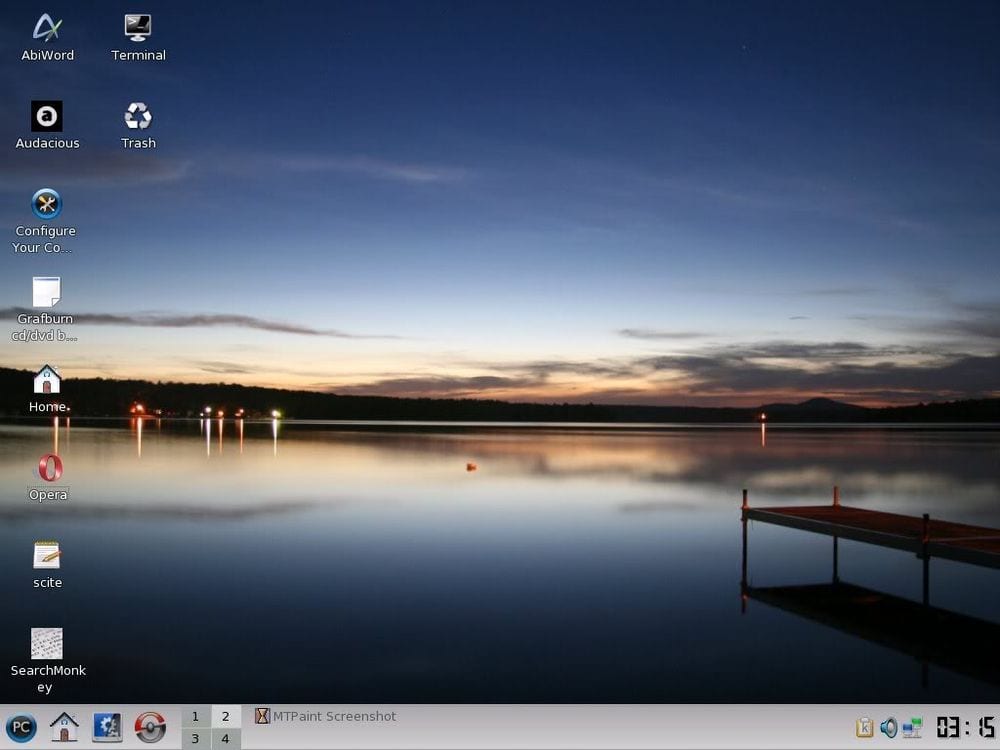 AbiWord
Terminal
Audacious
Trash
Configure
Your Co...
Grafburn
cd/dvd b...
Home
Opera
scite
SearchMonk
ey
PC
1 2
3 4
MTPaint Screenshot
K
03:15